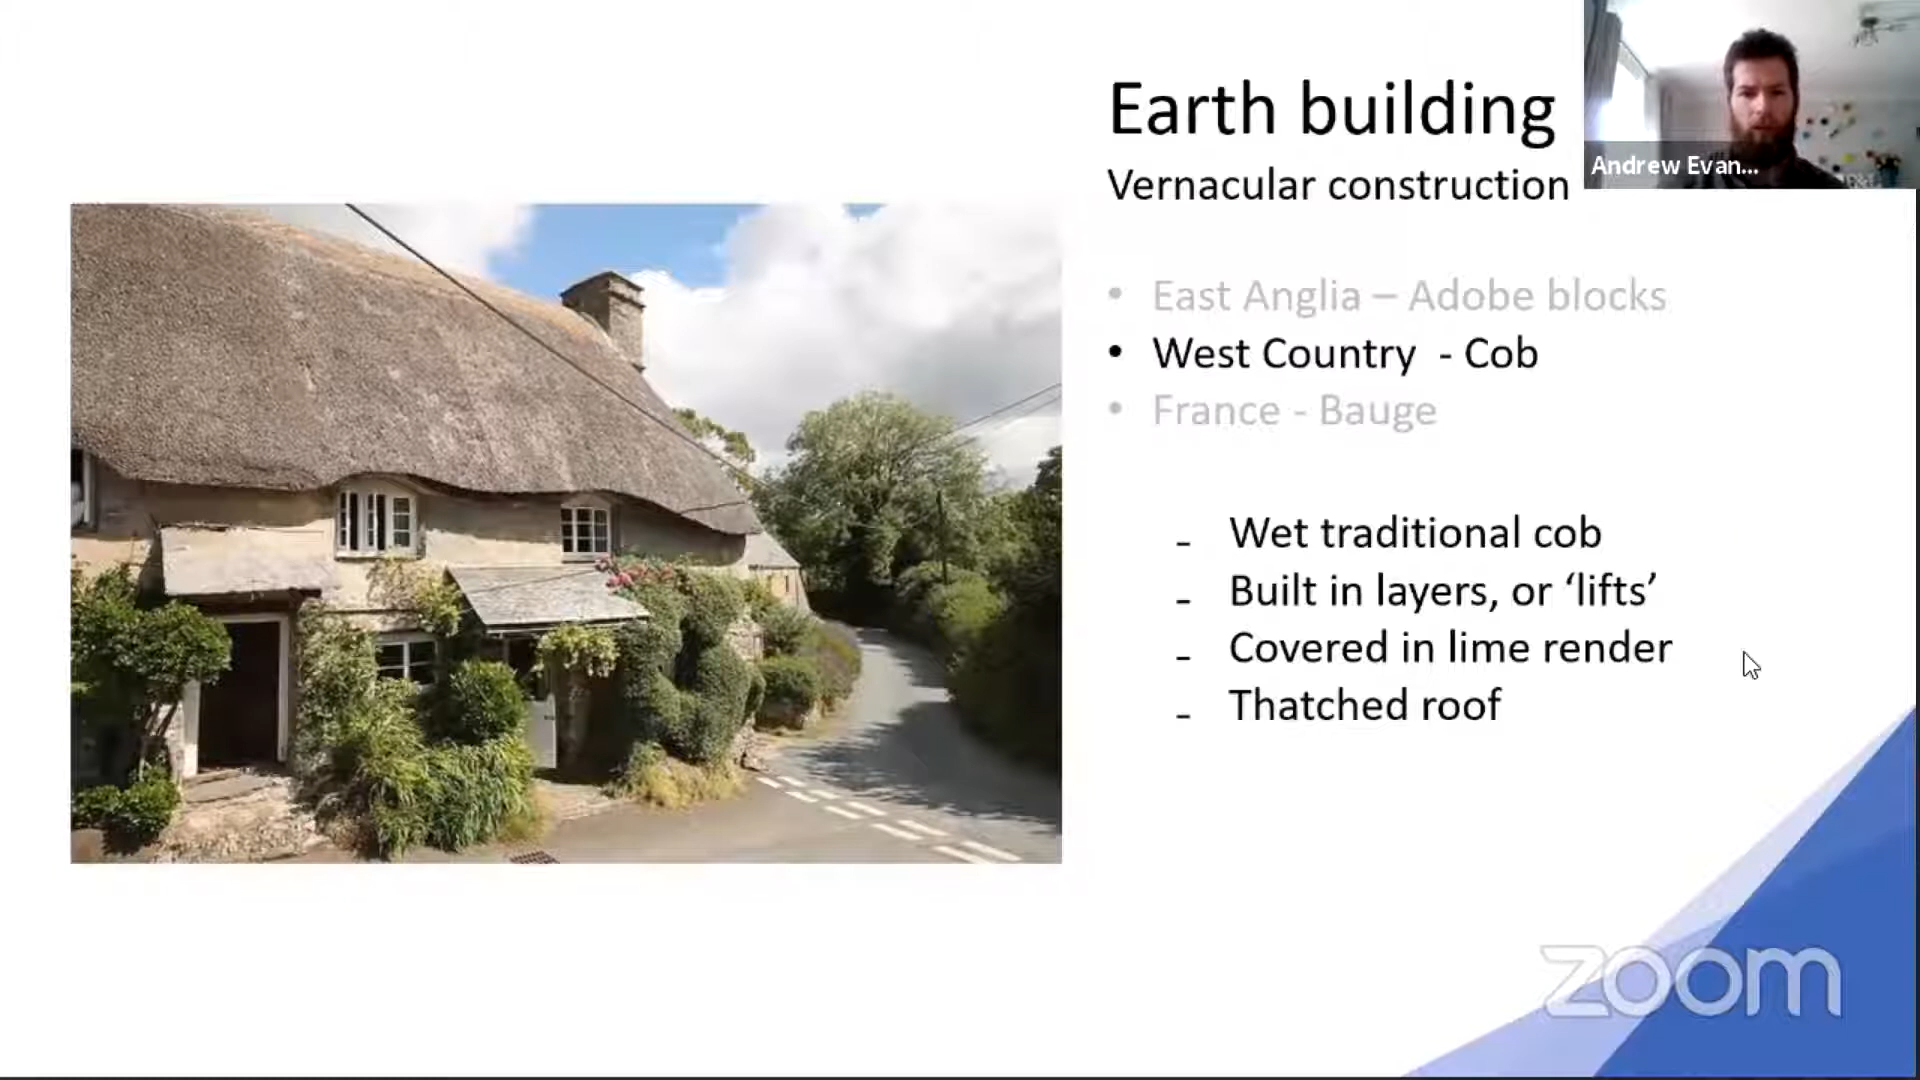 Earth building
Andrew Evan...
Vernacular construction
• East Anglia – Adobe blocks
• West Country - Cob
• France - Bauge
- Wet traditional cob
- Built in layers, or ‘lifts’
- Covered in lime render
- Thatched roof
zoom